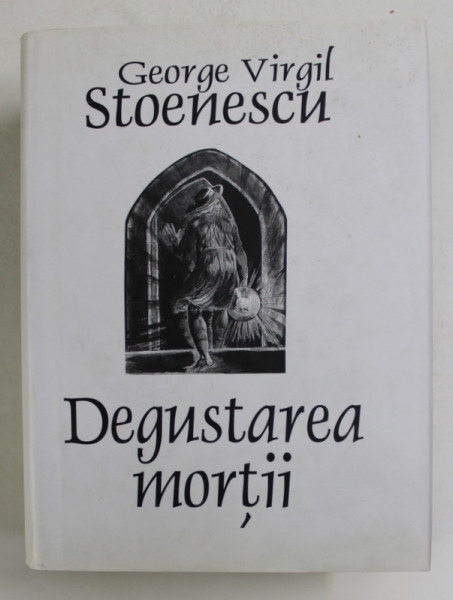 George Virgil
Stoenescu
Degustarea
morții